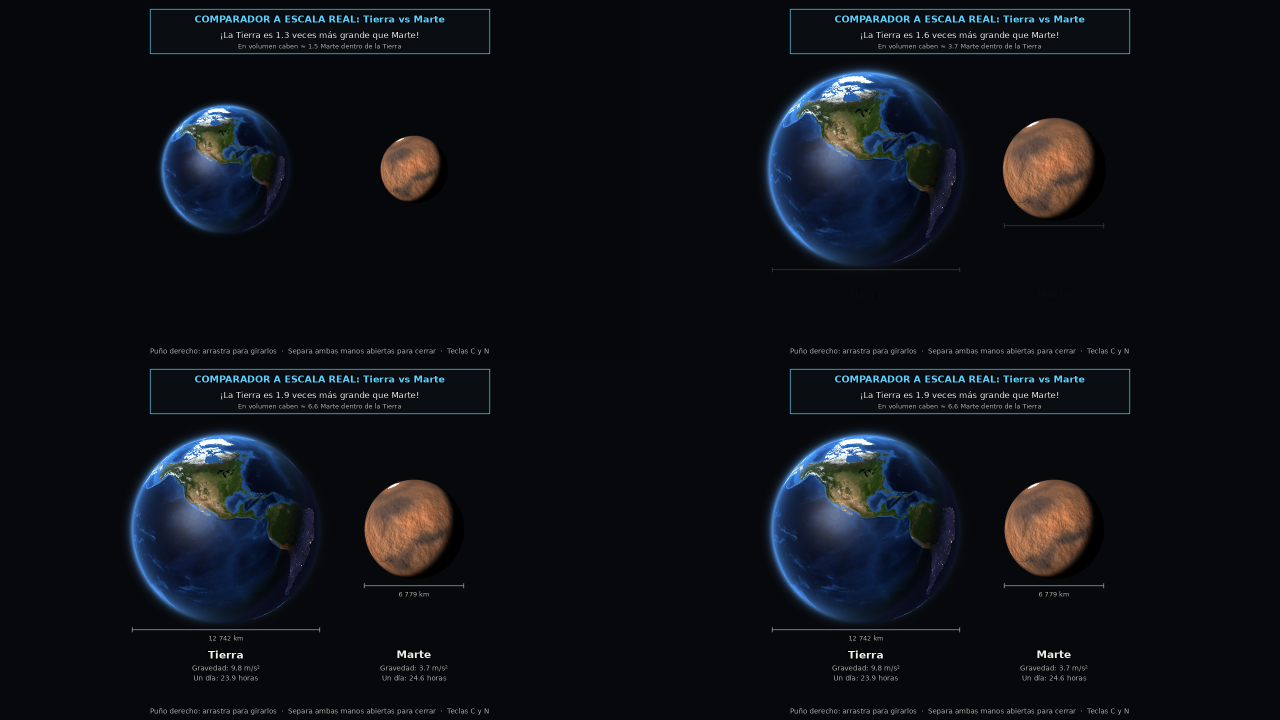 COMPARADOR A ESCALA REAL: Tierra vs Marte
¡La Tierra es 1.3 veces más grande que Marte!
En volumen caben ≈ 1.5 Marte dentro de la Tierra
Puño derecho: arrastra para girarlos · Separa ambas manos abiertas para cerrar · Teclas C y N
COMPARADOR A ESCALA REAL: Tierra vs Marte
¡La Tierra es 1.6 veces más grande que Marte!
En volumen caben ≈ 3.7 Marte dentro de la Tierra
Puño derecho: arrastra para girarlos · Separa ambas manos abiertas para cerrar · Teclas C y N
COMPARADOR A ESCALA REAL: Tierra vs Marte
¡La Tierra es 1.9 veces más grande que Marte!
En volumen caben ≈ 6.6 Marte dentro de la Tierra
6 779 km
12 742 km
Tierra
Gravedad: 9.8 m/s²
Un día: 23.9 horas
Marte
Gravedad: 3.7 m/s²
Un día: 24.6 horas
Puño derecho: arrastra para girarlos · Separa ambas manos abiertas para cerrar · Teclas C y N
COMPARADOR A ESCALA REAL: Tierra vs Marte
¡La Tierra es 1.9 veces más grande que Marte!
En volumen caben ≈ 6.6 Marte dentro de la Tierra
6 779 km
12 742 km
Tierra
Gravedad: 9.8 m/s²
Un día: 23.9 horas
Marte
Gravedad: 3.7 m/s²
Un día: 24.6 horas
Puño derecho: arrastra para girarlos · Separa ambas manos abiertas para cerrar · Teclas C y N